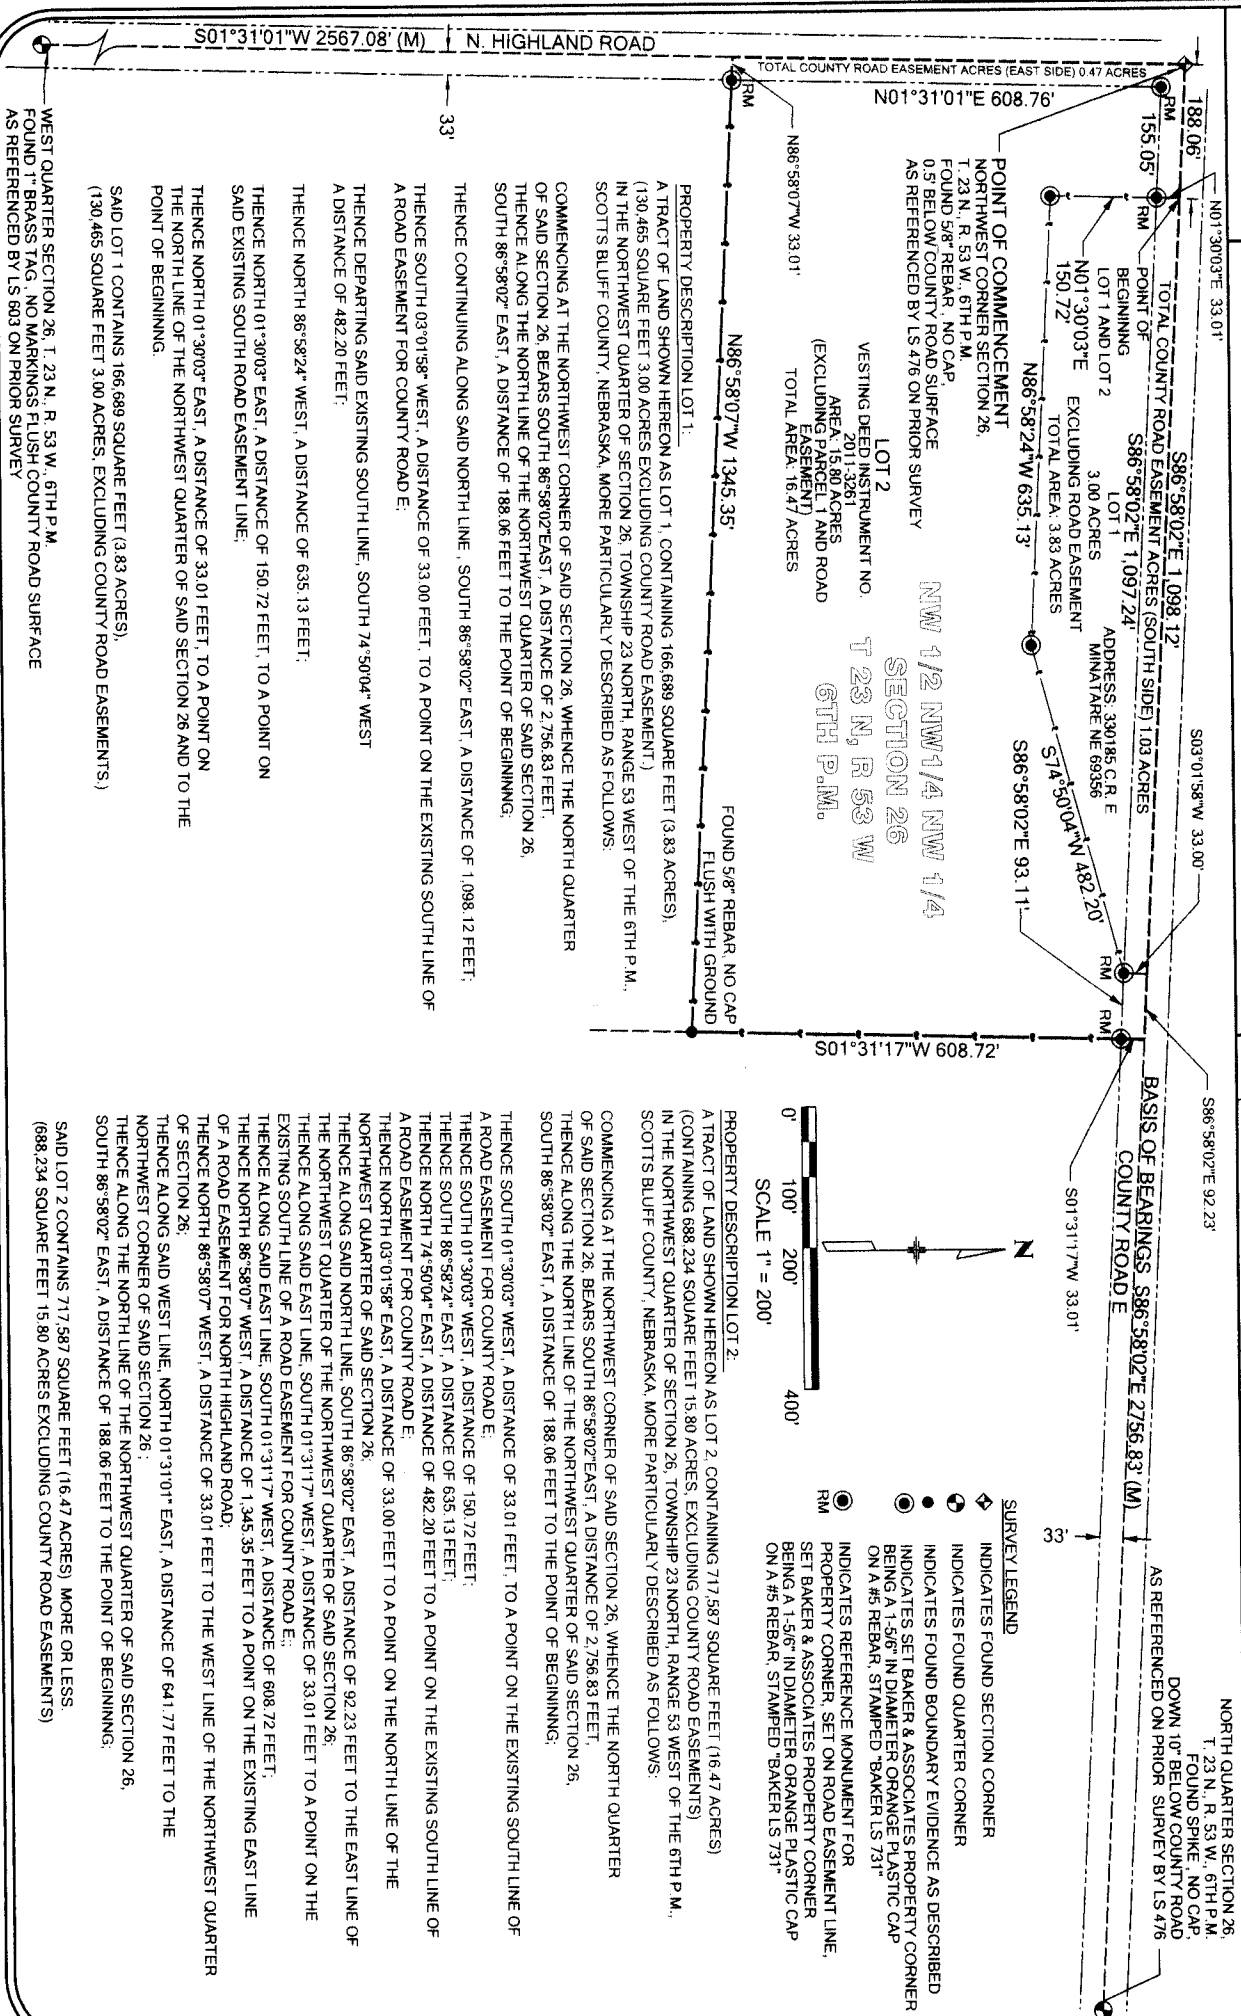 NORTH QUARTER SECTION 26,
T. 23 N., R. 53 W., 6TH P.M.
FOUND SPIKE, NO CAP,
DOWN 10" BELOW COUNTY ROAD
AS REFERENCED ON PRIOR SURVEY BY LS 476
33'
BASIS OF BEARINGS S86°58'02"E 2756.83' (M)
COUNTY ROAD E
S86°58'02"E 92.23'
S01°31'17"W 33.01'
S03°01'58"W 33.00'
N01°30'03"E 33.01'
188.06'
155.05'
RM
RM
S86°58'02"E 1,098.12'
TOTAL COUNTY ROAD EASEMENT ACRES (SOUTH SIDE) 1.03 ACRES
S86°58'02"E 1,097.24'
POINT OF
BEGINNING
LOT 1 AND LOT 2
LOT 1
3.00 ACRES
EXCLUDING ROAD EASEMENT
TOTAL AREA: 3.83 ACRES
ADDRESS: 330185 C.R. E
MINATARE NE 69356
N01°30'03"E
150.72'
N86°58'24"W 635.13'
S74°50'04"W 482.20'
S86°58'02"E 93.11'
RM
RM
POINT OF COMMENCEMENT
NORTHWEST CORNER SECTION 26,
T. 23 N., R. 53 W., 6TH P.M.
FOUND 5/8" REBAR, NO CAP,
0.5' BELOW COUNTY ROAD SURFACE
AS REFERENCED BY LS 476 ON PRIOR SURVEY
LOT 2
VESTING DEED INSTRUMENT NO.
2011-3261
AREA: 15.80 ACRES
(EXCLUDING PARCEL 1 AND ROAD
EASEMENT)
TOTAL AREA: 16.47 ACRES
NW 1/2 NW1/4 NW 1/4
SECTION 26
T 23 N, R 53 W
6TH P.M.
TOTAL COUNTY ROAD EASEMENT ACRES (EAST SIDE) 0.47 ACRES
N01°31'01"E 608.76'
S01°31'17"W 608.72'
N. HIGHLAND ROAD
S01°31'01"W 2567.08' (M)
RM
N86°58'07"W 33.01'
N86°58'07"W 1345.35'
FOUND 5/8" REBAR, NO CAP
FLUSH WITH GROUND
33'
PROPERTY DESCRIPTION LOT 1:
A TRACT OF LAND SHOWN HEREON AS LOT 1, CONTAINING 166,689 SQUARE FEET (3.83 ACRES),
(130,465 SQUARE FEET 3.00 ACRES EXCLUDING COUNTY ROAD EASEMENT.)
IN THE NORTHWEST QUARTER OF SECTION 26, TOWNSHIP 23 NORTH, RANGE 53 WEST OF THE 6TH P.M.,
SCOTTS BLUFF COUNTY, NEBRASKA, MORE PARTICULARLY DESCRIBED AS FOLLOWS:
COMMENCING AT THE NORTHWEST CORNER OF SAID SECTION 26, WHENCE THE NORTH QUARTER
OF SAID SECTION 26, BEARS SOUTH 86°58'02"EAST, A DISTANCE OF 2,756.83 FEET,
THENCE ALONG THE NORTH LINE OF THE NORTHWEST QUARTER OF SAID SECTION 26,
SOUTH 86°58'02" EAST, A DISTANCE OF 188.06 FEET TO THE POINT OF BEGINNING;
THENCE CONTINUING ALONG SAID NORTH LINE, SOUTH 86°58'02" EAST, A DISTANCE OF 1,098.12 FEET;
THENCE SOUTH 03°01'58" WEST, A DISTANCE OF 33.00 FEET, TO A POINT ON THE EXISTING SOUTH LINE OF
A ROAD EASEMENT FOR COUNTY ROAD E;
THENCE DEPARTING SAID EXISTING SOUTH LINE, SOUTH 74°50'04" WEST
A DISTANCE OF 482.20 FEET;
THENCE NORTH 86°58'24" WEST, A DISTANCE OF 635.13 FEET;
THENCE NORTH 01°30'03" EAST, A DISTANCE OF 150.72 FEET, TO A POINT ON
SAID EXISTING SOUTH ROAD EASEMENT LINE;
THENCE NORTH 01°30'03" EAST, A DISTANCE OF 33.01 FEET, TO A POINT ON
THE NORTH LINE OF THE NORTHWEST QUARTER OF SAID SECTION 26 AND TO THE
POINT OF BEGINNING.
SAID LOT 1 CONTAINS 166,689 SQUARE FEET (3.83 ACRES),
(130,465 SQUARE FEET 3.00 ACRES, EXCLUDING COUNTY ROAD EASEMENTS.)
WEST QUARTER SECTION 26, T. 23 N., R. 53 W., 6TH P.M.
FOUND 1" BRASS TAG, NO MARKINGS FLUSH COUNTY ROAD SURFACE
AS REFERENCED BY LS 603 ON PRIOR SURVEY
N
0' 100' 200' 400'
SCALE 1" = 200'
SURVEY LEGEND
INDICATES FOUND SECTION CORNER
INDICATES FOUND QUARTER CORNER
INDICATES FOUND BOUNDARY EVIDENCE AS DESCRIBED
INDICATES SET BAKER & ASSOCIATES PROPERTY CORNER
BEING A 1-5/6" IN DIAMETER ORANGE PLASTIC CAP
ON A #5 REBAR, STAMPED "BAKER LS 731"
RM
INDICATES REFERENCE MONUMENT FOR
PROPERTY CORNER, SET ON ROAD EASEMENT LINE,
SET BAKER & ASSOCIATES PROPERTY CORNER
BEING A 1-5/6" IN DIAMETER ORANGE PLASTIC CAP
ON A #5 REBAR, STAMPED "BAKER LS 731"
PROPERTY DESCRIPTION LOT 2:
A TRACT OF LAND SHOWN HEREON AS LOT 2, CONTAINING 717,587 SQUARE FEET (16.47 ACRES)
(CONTAINING 688,234 SQUARE FEET 15.80 ACRES, EXCLUDING COUNTY ROAD EASEMENTS)
IN THE NORTHWEST QUARTER OF SECTION 26, TOWNSHIP 23 NORTH, RANGE 53 WEST OF THE 6TH P.M.,
SCOTTS BLUFF COUNTY, NEBRASKA, MORE PARTICULARLY DESCRIBED AS FOLLOWS:
COMMENCING AT THE NORTHWEST CORNER OF SAID SECTION 26, WHENCE THE NORTH QUARTER
OF SAID SECTION 26, BEARS SOUTH 86°58'02"EAST, A DISTANCE OF 2,756.83 FEET,
THENCE ALONG THE NORTH LINE OF THE NORTHWEST QUARTER OF SAID SECTION 26,
SOUTH 86°58'02" EAST, A DISTANCE OF 188.06 FEET TO THE POINT OF BEGINNING;
THENCE SOUTH 01°30'03" WEST, A DISTANCE OF 33.01 FEET, TO A POINT ON THE EXISTING SOUTH LINE OF
A ROAD EASEMENT FOR COUNTY ROAD E;
THENCE SOUTH 01°30'03" WEST, A DISTANCE OF 150.72 FEET;
THENCE SOUTH 86°58'24" EAST, A DISTANCE OF 635.13 FEET;
THENCE NORTH 74°50'04" EAST, A DISTANCE OF 482.20 FEET TO A POINT ON THE EXISTING SOUTH LINE OF
A ROAD EASEMENT FOR COUNTY ROAD E;
THENCE NORTH 03°01'58" EAST, A DISTANCE OF 33.00 FEET TO A POINT ON THE NORTH LINE OF THE
NORTHWEST QUARTER OF SAID SECTION 26;
THENCE ALONG SAID NORTH LINE, SOUTH 86°58'02" EAST, A DISTANCE OF 92.23 FEET TO THE EAST LINE OF
THE NORTHWEST QUARTER OF THE NORTHWEST QUARTER OF SAID SECTION 26;
THENCE ALONG SAID EAST LINE, SOUTH 01°31'17" WEST, A DISTANCE OF 33.01 FEET TO A POINT ON THE
EXISTING SOUTH LINE OF A ROAD EASEMENT FOR COUNTY ROAD E;;
THENCE ALONG SAID EAST LINE, SOUTH 01°31'17" WEST, A DISTANCE OF 608.72 FEET;
THENCE NORTH 86°58'07" WEST, A DISTANCE OF 1,345.35 FEET TO A POINT ON THE EXISTING EAST LINE
OF A ROAD EASEMENT FOR NORTH HIGHLAND ROAD;
THENCE NORTH 86°58'07" WEST, A DISTANCE OF 33.01 FEET TO THE WEST LINE OF THE NORTHWEST QUARTER
OF SECTION 26;
THENCE ALONG SAID WEST LINE, NORTH 01°31'01" EAST, A DISTANCE OF 641.77 FEET TO THE
NORTHWEST CORNER OF SAID SECTION 26;
THENCE ALONG THE NORTH LINE OF THE NORTHWEST QUARTER OF SAID SECTION 26,
SOUTH 86°58'02" EAST, A DISTANCE OF 188.06 FEET TO THE POINT OF BEGINNING;
SAID LOT 2 CONTAINS 717,587 SQUARE FEET (16.47 ACRES) MORE OR LESS.
(688,234 SQUARE FEET 15.80 ACRES EXCLUDING COUNTY ROAD EASEMENTS)